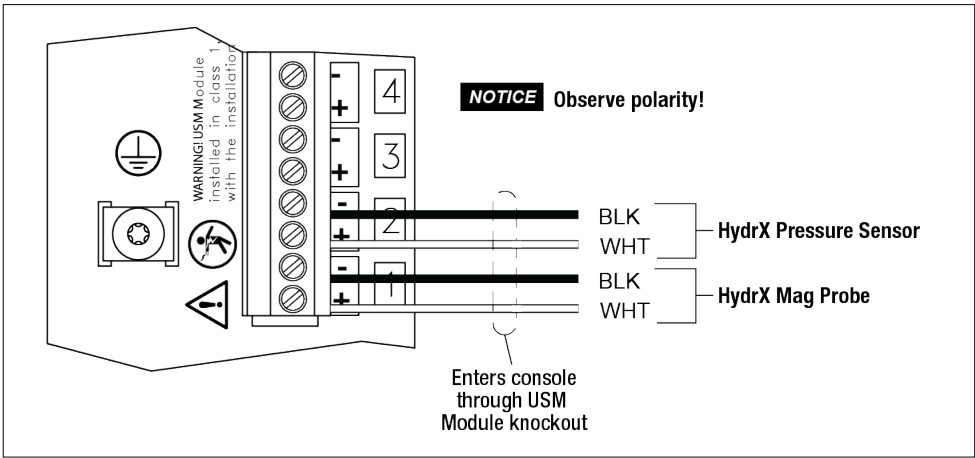 WARNING! USM Module
installed in class 1,
with the installation
-
+
4
-
+
3
-
+
2
-
+
1
NOTICE Observe polarity!
BLK
WHT
HydrX Pressure Sensor
BLK
WHT
HydrX Mag Probe
Enters console
through USM
Module knockout